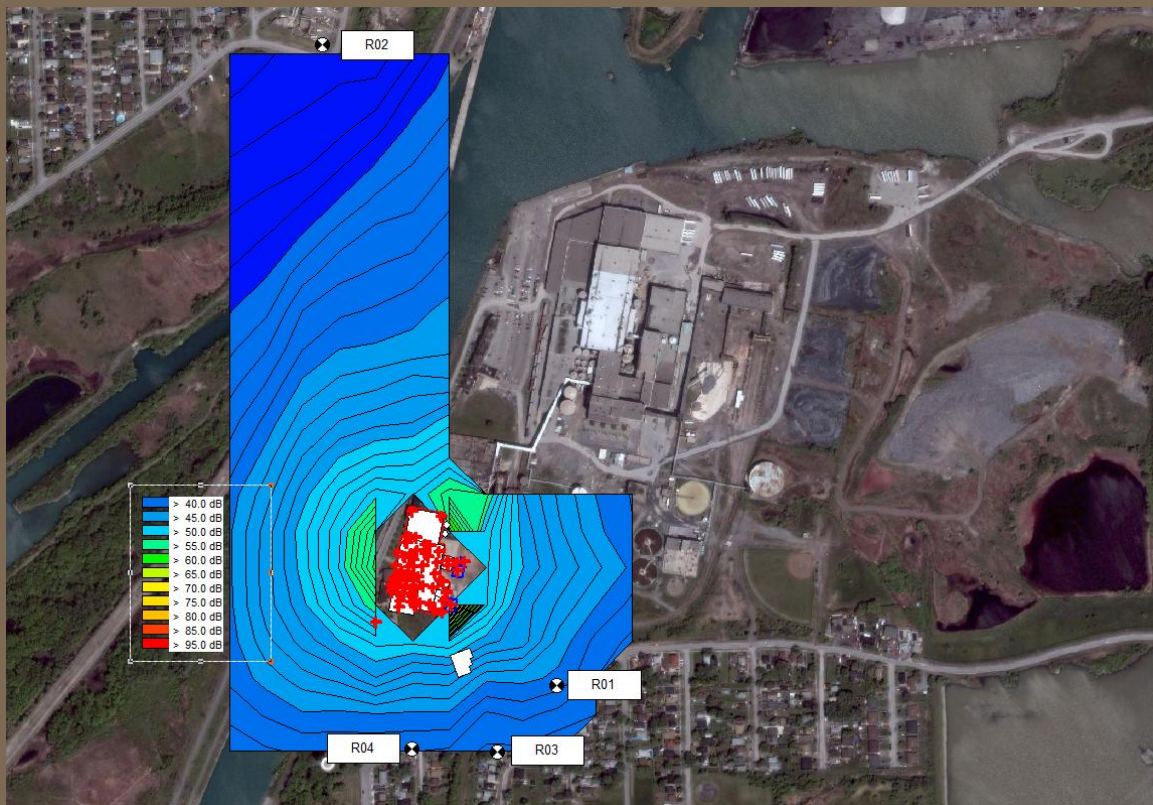 R02
> 40.0 dB
> 45.0 dB
> 50.0 dB
> 55.0 dB
> 60.0 dB
> 65.0 dB
> 70.0 dB
> 75.0 dB
> 80.0 dB
> 85.0 dB
> 95.0 dB
R01
R04
R03